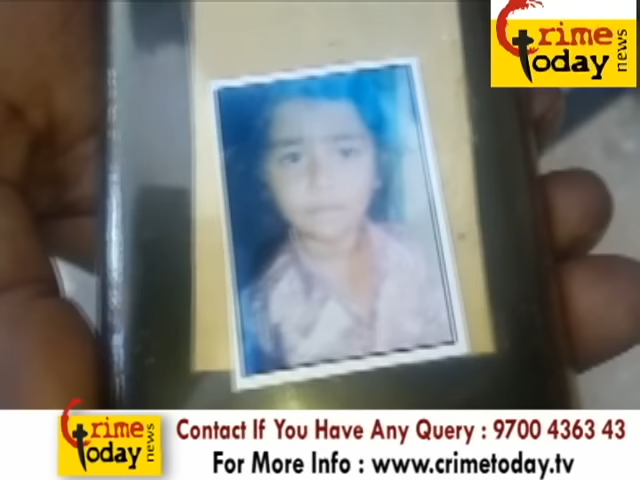 Crime
today
news
Crime
today
news
Contact If You Have Any Query : 9700 4363 43
For More Info : www.crimetoday.tv